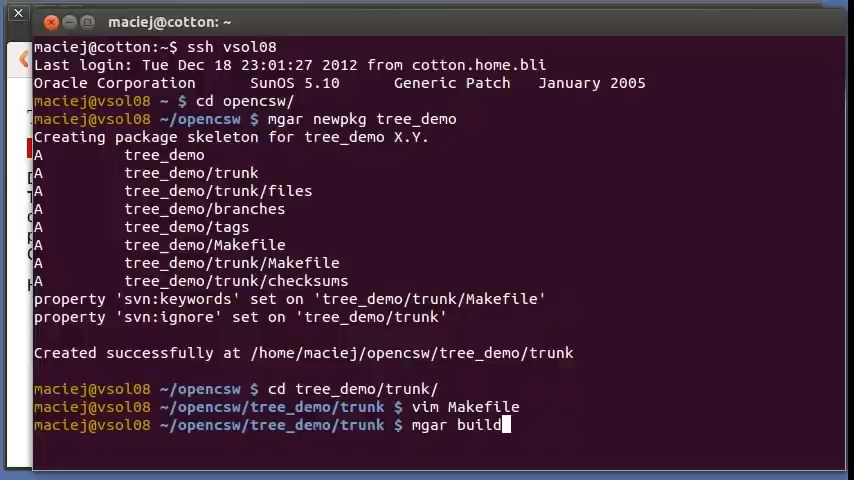 maciej@cotton: ~
maciej@cotton:~$ ssh vsol08
Last login: Tue Dec 18 23:01:27 2012 from cotton.home.bli
Oracle Corporation      SunOS 5.10      Generic Patch   January 2005
maciej@vsol08 ~ $ cd opencsw/
maciej@vsol08 ~/opencsw $ mgar newpkg tree_demo
Creating package skeleton for tree_demo X.Y.
A         tree_demo
A         tree_demo/trunk
A         tree_demo/trunk/files
A         tree_demo/branches
A         tree_demo/tags
A         tree_demo/Makefile
A         tree_demo/trunk/Makefile
A         tree_demo/trunk/checksums
property 'svn:keywords' set on 'tree_demo/trunk/Makefile'
property 'svn:ignore' set on 'tree_demo/trunk'
Created successfully at /home/maciej/opencsw/tree_demo/trunk
maciej@vsol08 ~/opencsw $ cd tree_demo/trunk/
maciej@vsol08 ~/opencsw/tree_demo/trunk $ vim Makefile
maciej@vsol08 ~/opencsw/tree_demo/trunk $ mgar build